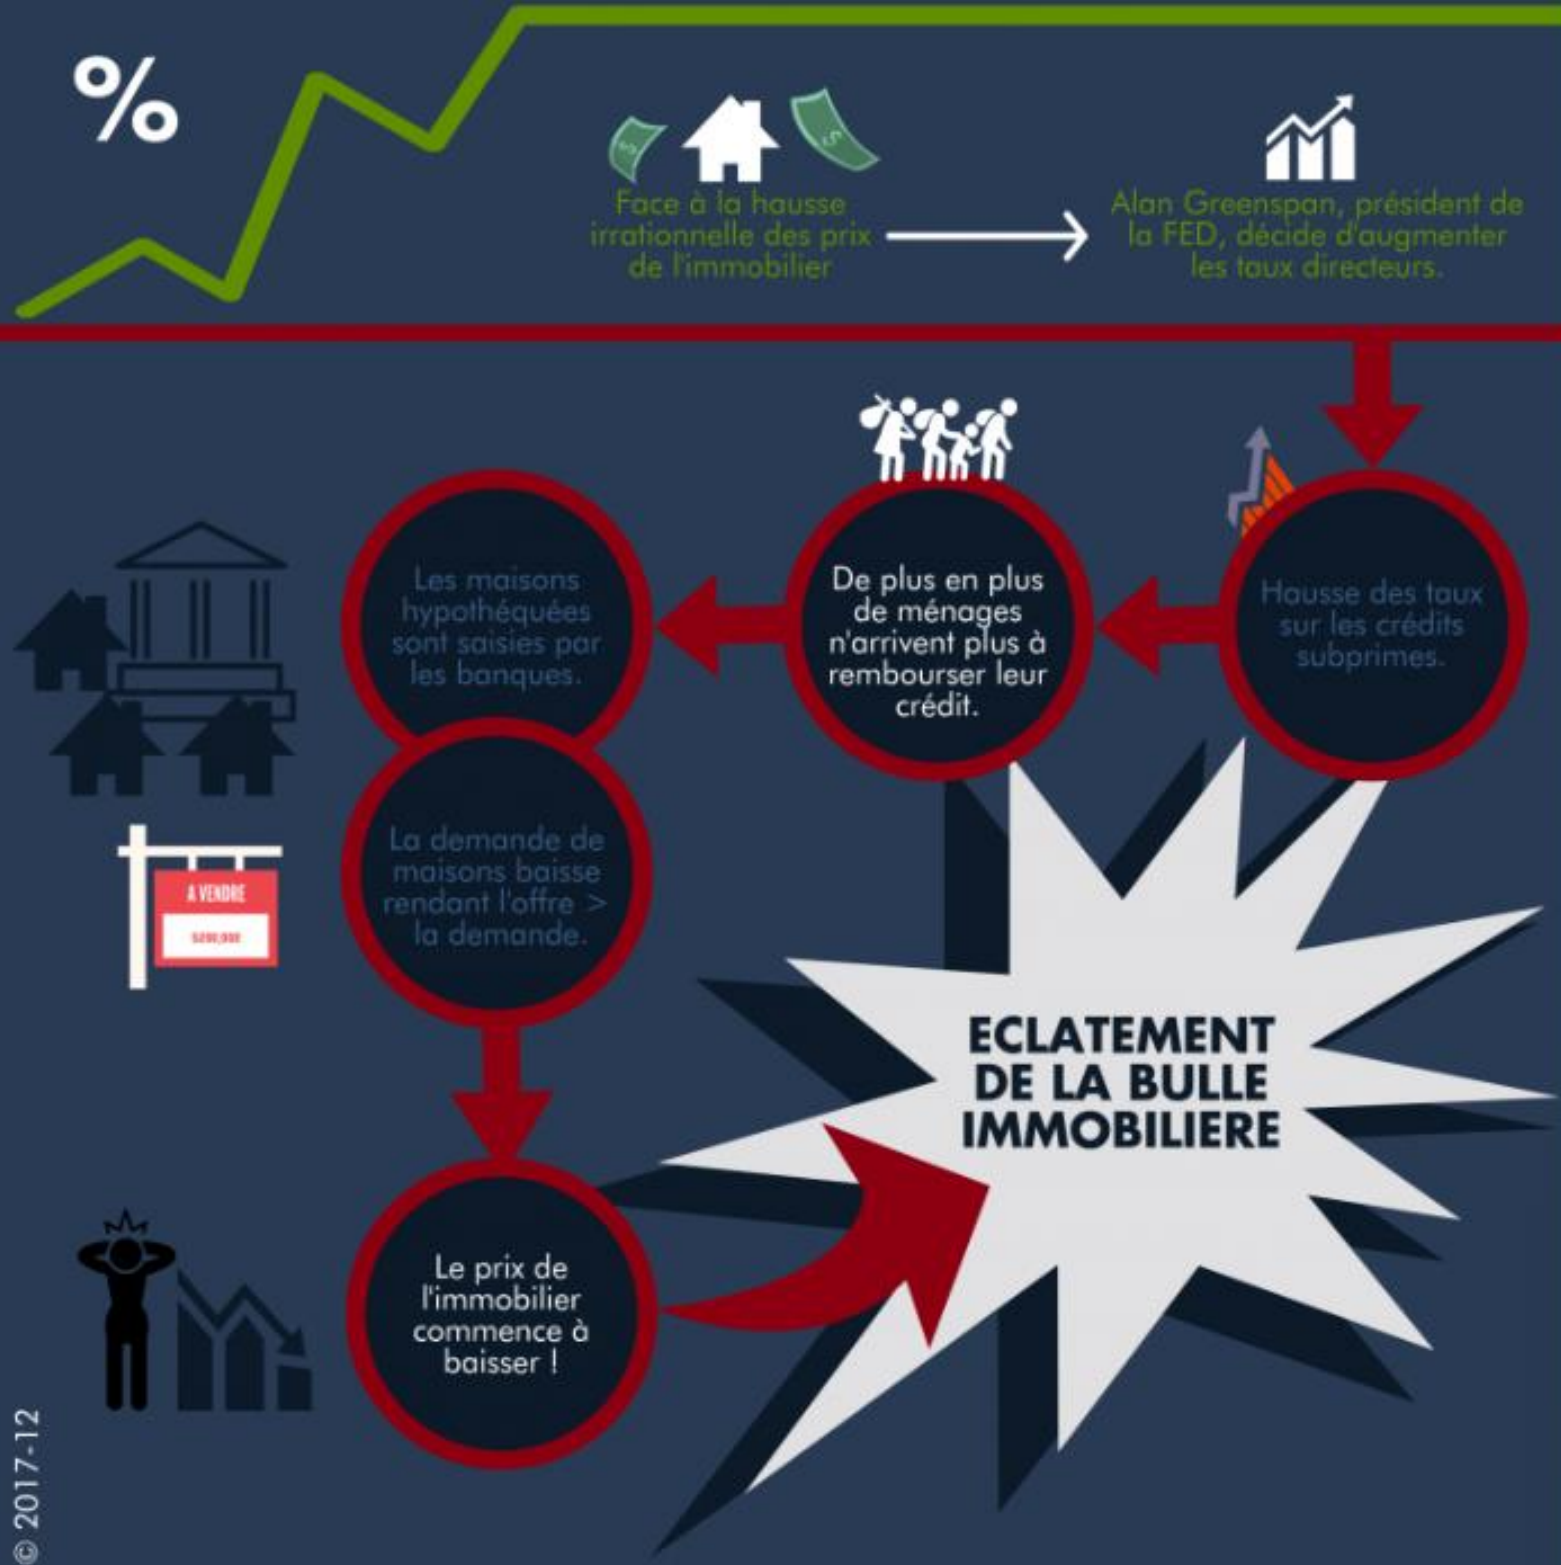 %
Face à la hausse
irrationnelle des prix
de l'immobilier
Alan Greenspan, président de
la FED, décide d'augmenter
les taux directeurs.
Hausse des taux
sur les crédits
subprimes.
De plus en plus
de ménages
n'arrivent plus à
rembourser leur
crédit.
Les maisons
hypothéquées
sont saisies par
les banques.
La demande de
maisons baisse
rendant l'offre >
la demande.
A VENDRE
Le prix de
l'immobilier
commence à
baisser !
ECLATEMENT
DE LA BULLE
IMMOBILIERE
© 2017-12